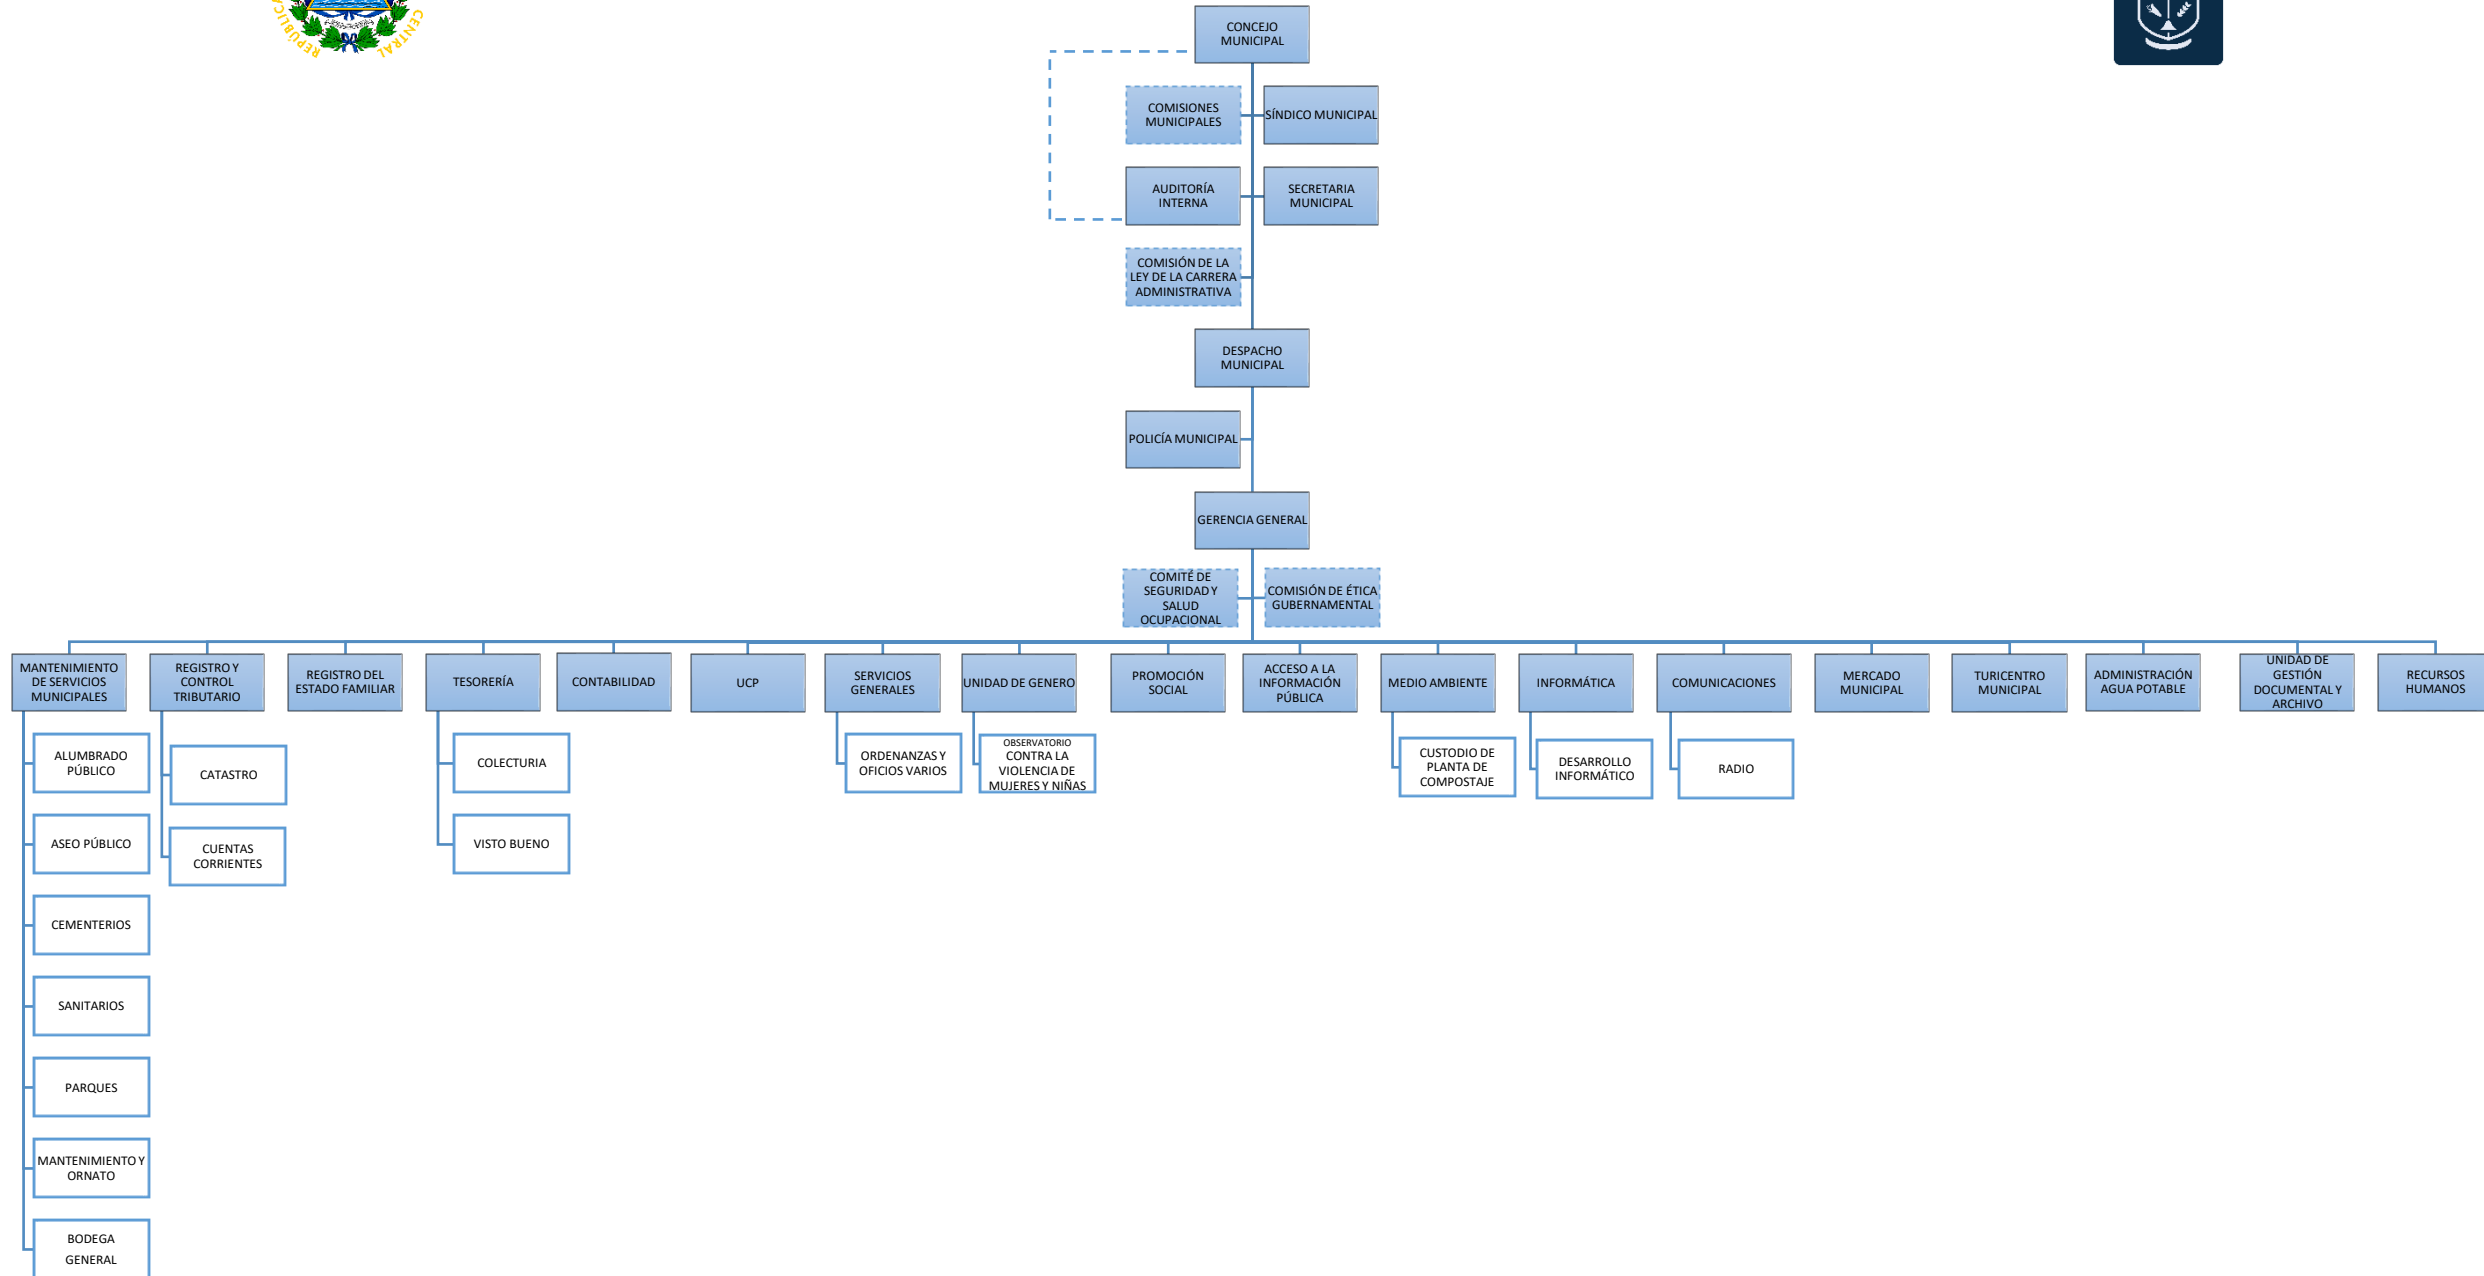 REPÚBLICA
CENTRAL
CONCEJO
MUNICIPAL
COMISIONES
MUNICIPALES
SÍNDICO MUNICIPAL
AUDITORÍA
INTERNA
SECRETARIA
MUNICIPAL
COMISIÓN DE LA
LEY DE LA CARRERA
ADMINISTRATIVA
DESPACHO
MUNICIPAL
POLICÍA MUNICIPAL
GERENCIA GENERAL
COMITÉ DE
SEGURIDAD Y
SALUD
OCUPACIONAL
COMISIÓN DE ÉTICA
GUBERNAMENTAL
MANTENIMIENTO
DE SERVICIOS
MUNICIPALES
REGISTRO Y
CONTROL
TRIBUTARIO
REGISTRO DEL
ESTADO FAMILIAR
TESORERÍA
CONTABILIDAD
UCP
SERVICIOS
GENERALES
UNIDAD DE GENERO
PROMOCIÓN
SOCIAL
ACCESO A LA
INFORMACIÓN
PÚBLICA
MEDIO AMBIENTE
INFORMÁTICA
COMUNICACIONES
MERCADO
MUNICIPAL
TURICENTRO
MUNICIPAL
ADMINISTRACIÓN
AGUA POTABLE
UNIDAD DE
GESTIÓN
DOCUMENTAL Y
ARCHIVO
RECURSOS
HUMANOS
ALUMBRADO
PÚBLICO
ASEO PÚBLICO
CEMENTERIOS
SANITARIOS
PARQUES
MANTENIMIENTO Y
ORNATO
BODEGA
GENERAL
CATASTRO
CUENTAS
CORRIENTES
COLECTURIA
VISTO BUENO
ORDENANZAS Y
OFICIOS VARIOS
OBSERVATORIO
CONTRA LA
VIOLENCIA DE
MUJERES Y NIÑAS
CUSTODIO DE
PLANTA DE
COMPOSTAJE
DESARROLLO
INFORMÁTICO
RADIO